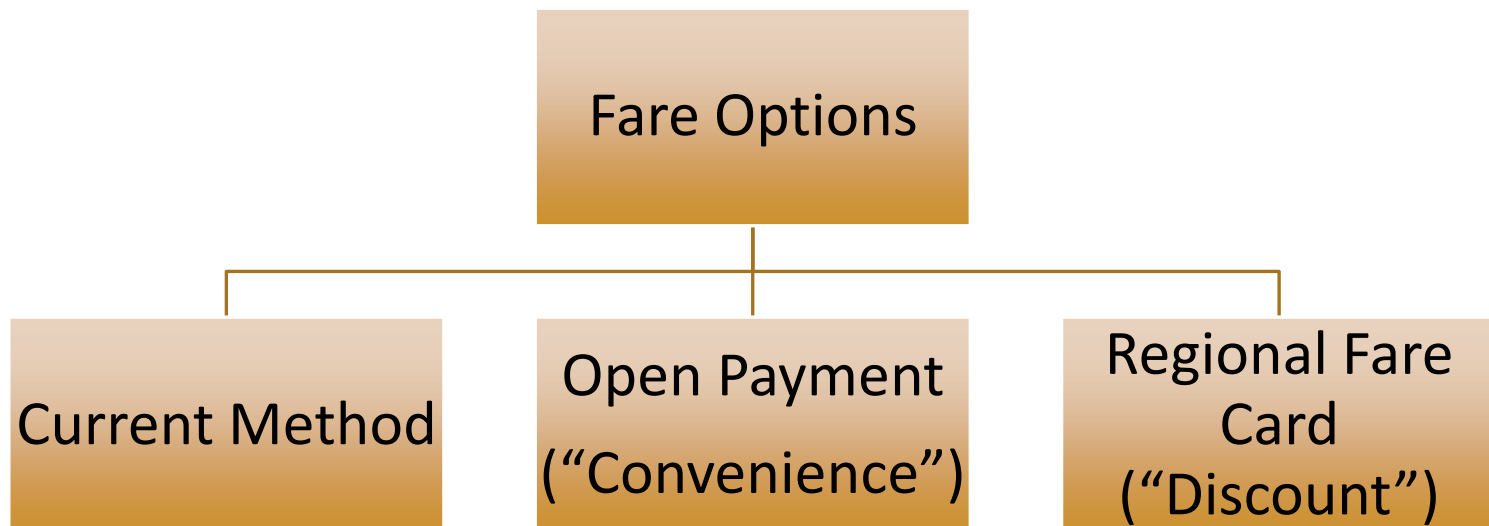 Fare Options
Current Method
Open Payment
(“Convenience”)
Regional Fare
Card
(“Discount”)